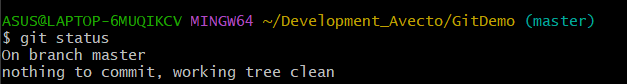 ASUS@LAPTOP-6MUQIKCV MINGW64 ~/Development_Avecto/GitDemo (master)
$ git status
On branch master
nothing to commit, working tree clean